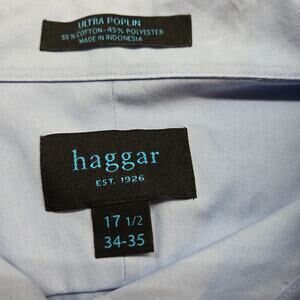 ULTRA POPLIN
55% COTTON-45% POLYESTER
MADE IN INDONESIA
haggar
EST. 1926
17 1/2
34-35